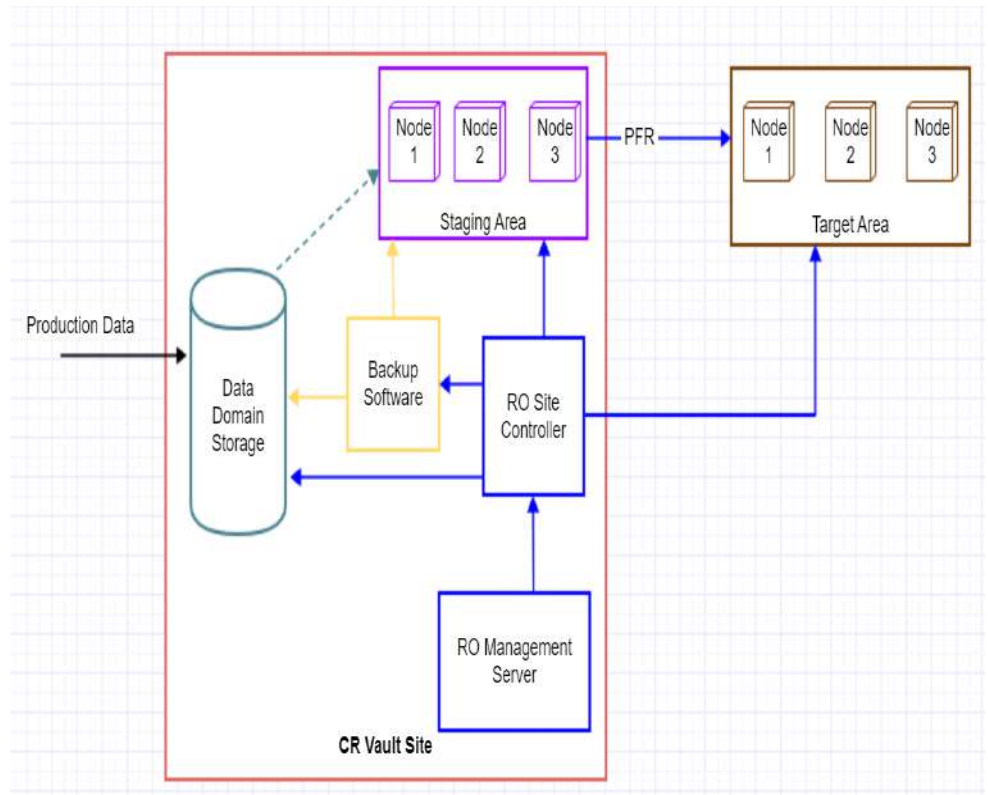 Node
1
Node
2
Node
3
Staging Area
PFR
Node
1
Node
2
Node
3
Target Area
Production Data
Data
Domain
Storage
Backup
Software
RO Site
Controller
RO Management
Server
CR Vault Site